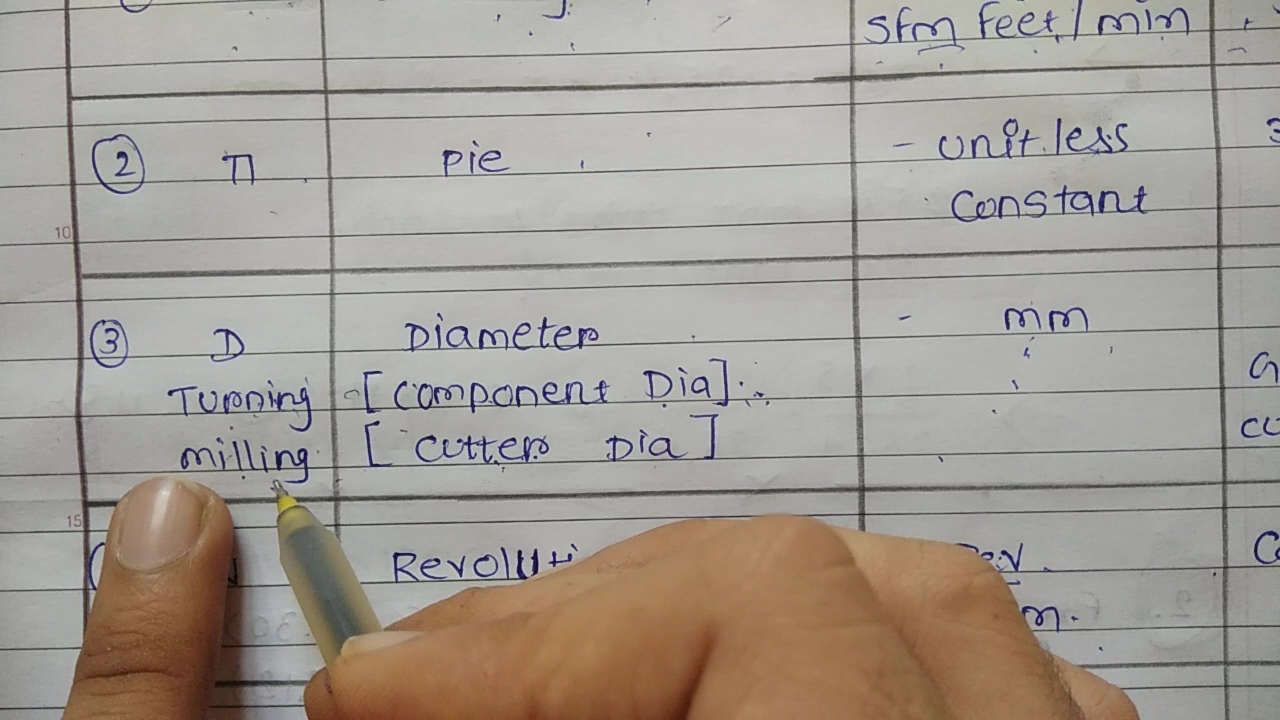 Sfm Feet / min
2 π pie - unit less
Constant
10
3 D Diameter - mm
Turning [component Dia]
milling [cutter Dia]
15
Rev.